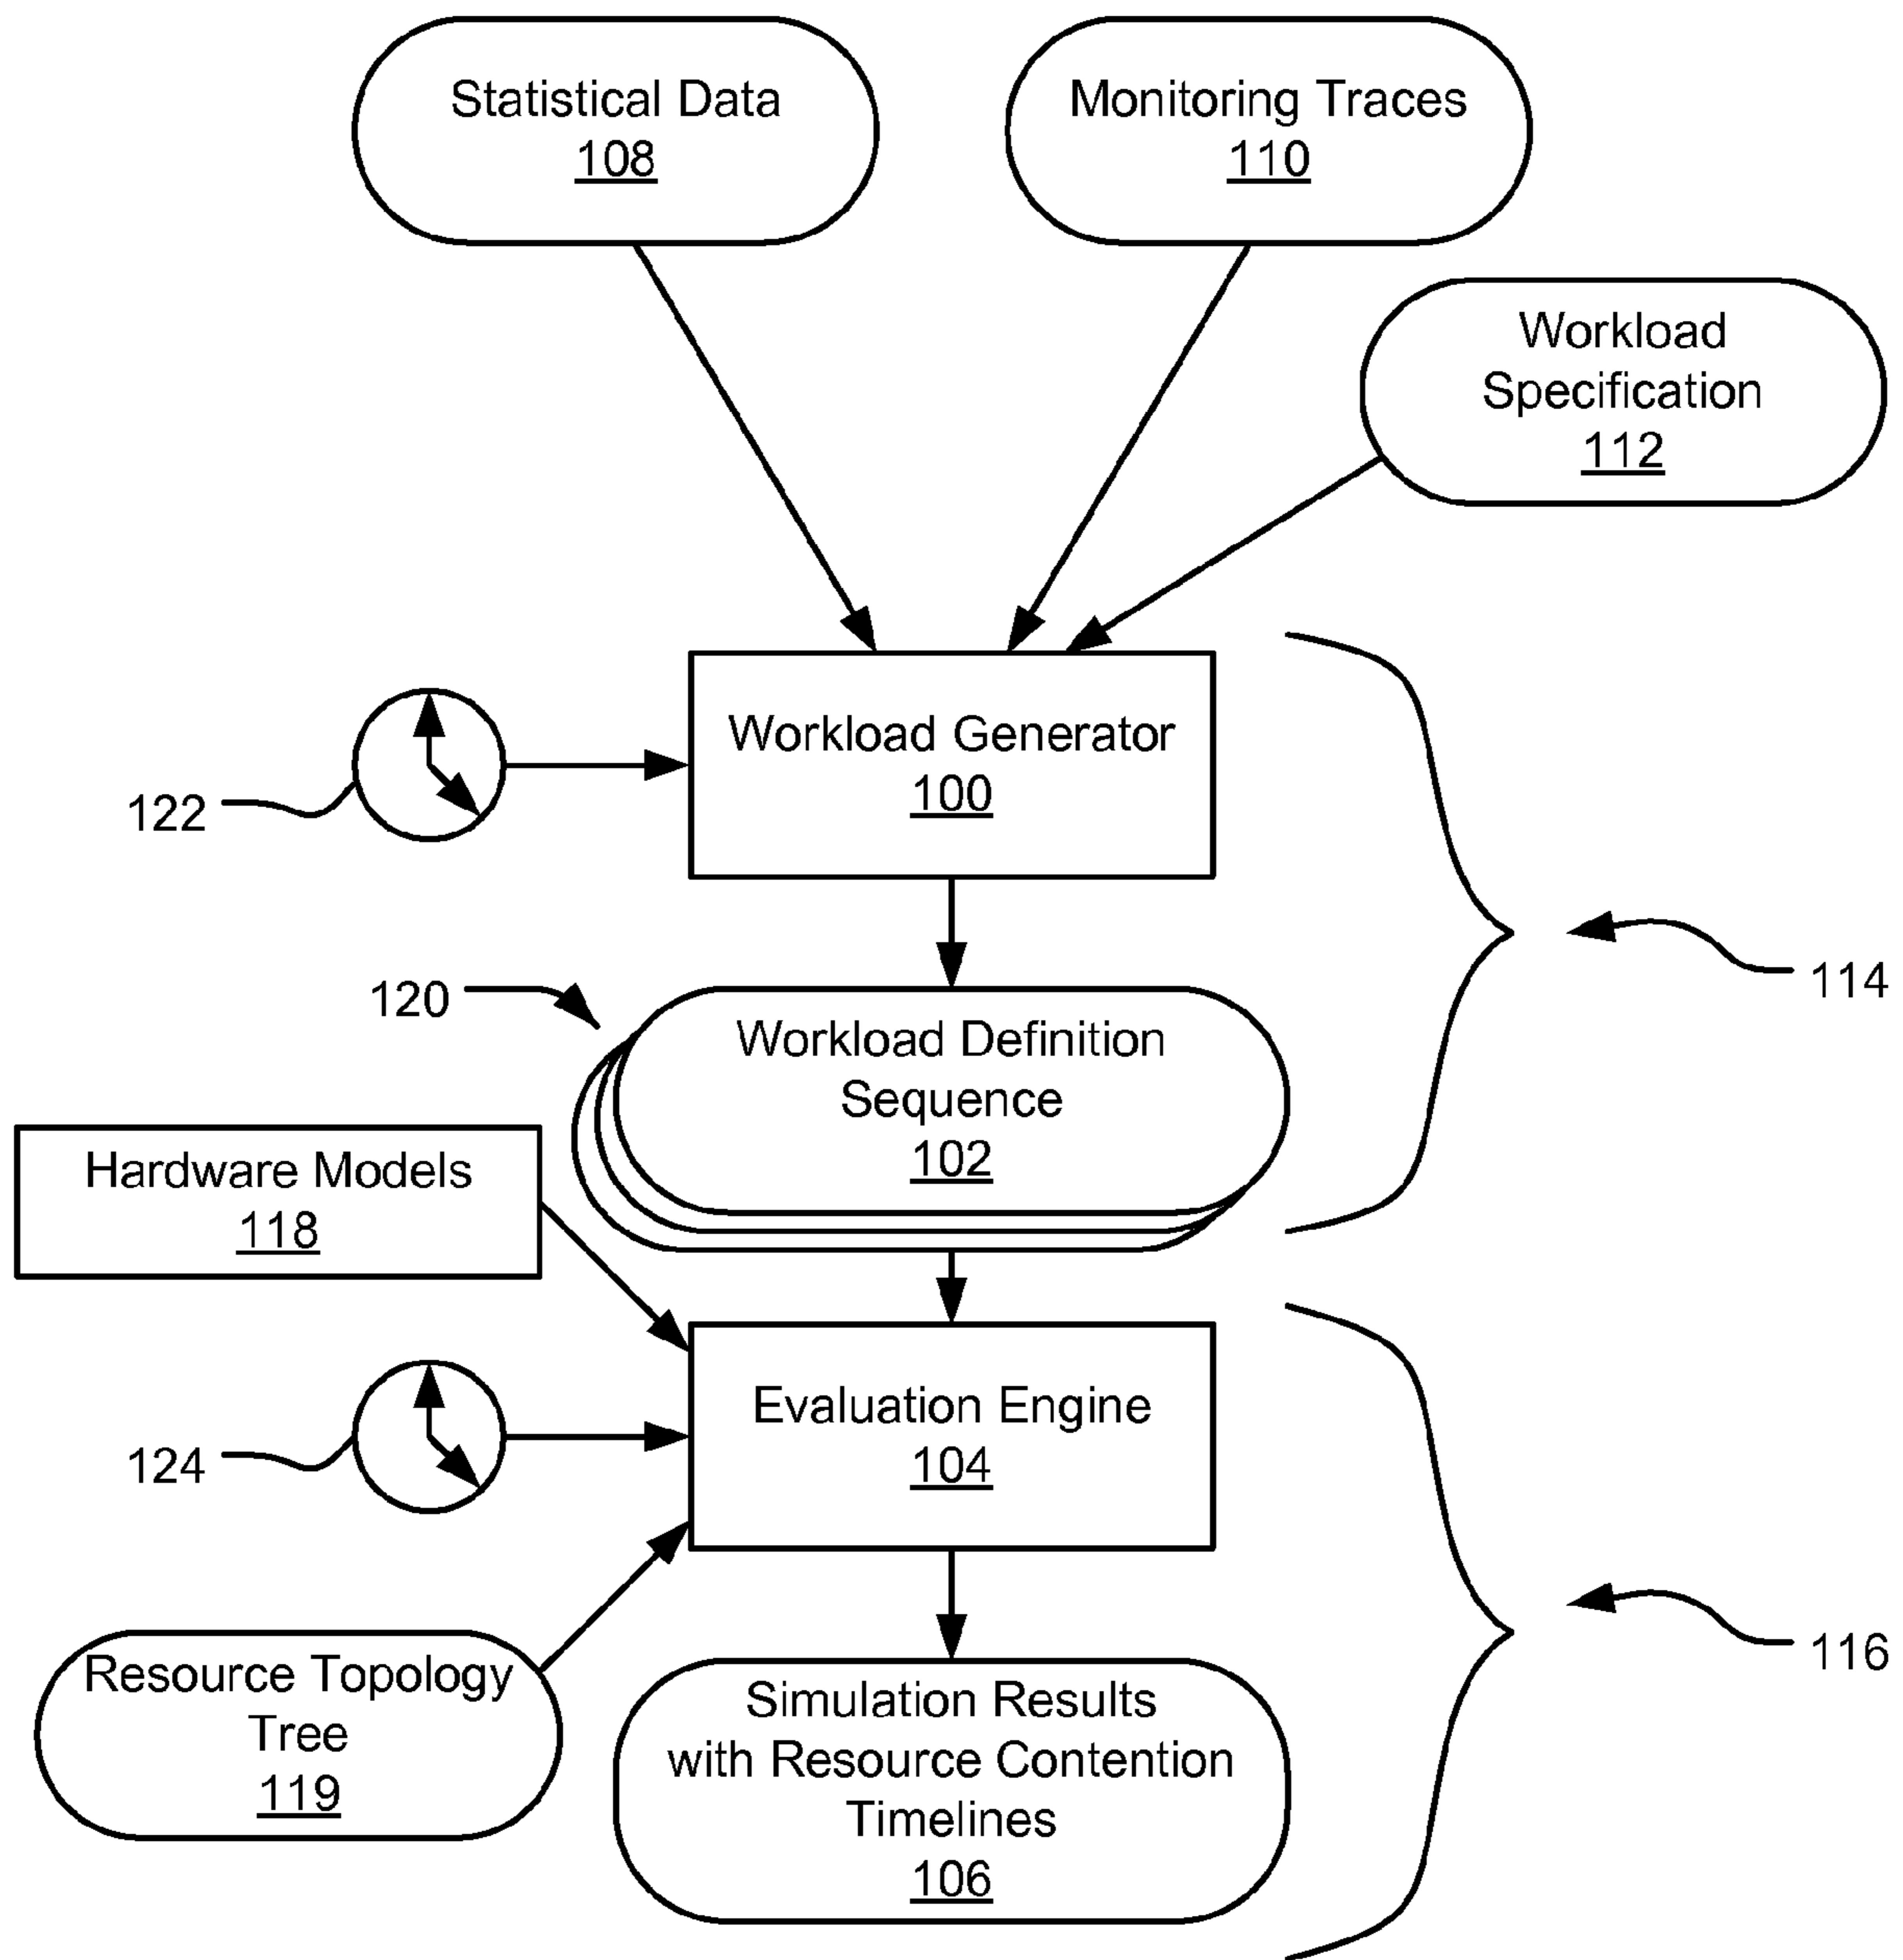 Statistical Data
108
Monitoring Traces
110
Workload
Specification
112
Workload Generator
100
122
114
120
Workload Definition
Sequence
102
Hardware Models
118
Evaluation Engine
104
124
116
Resource Topology
Tree
119
Simulation Results
with Resource Contention
Timelines
106